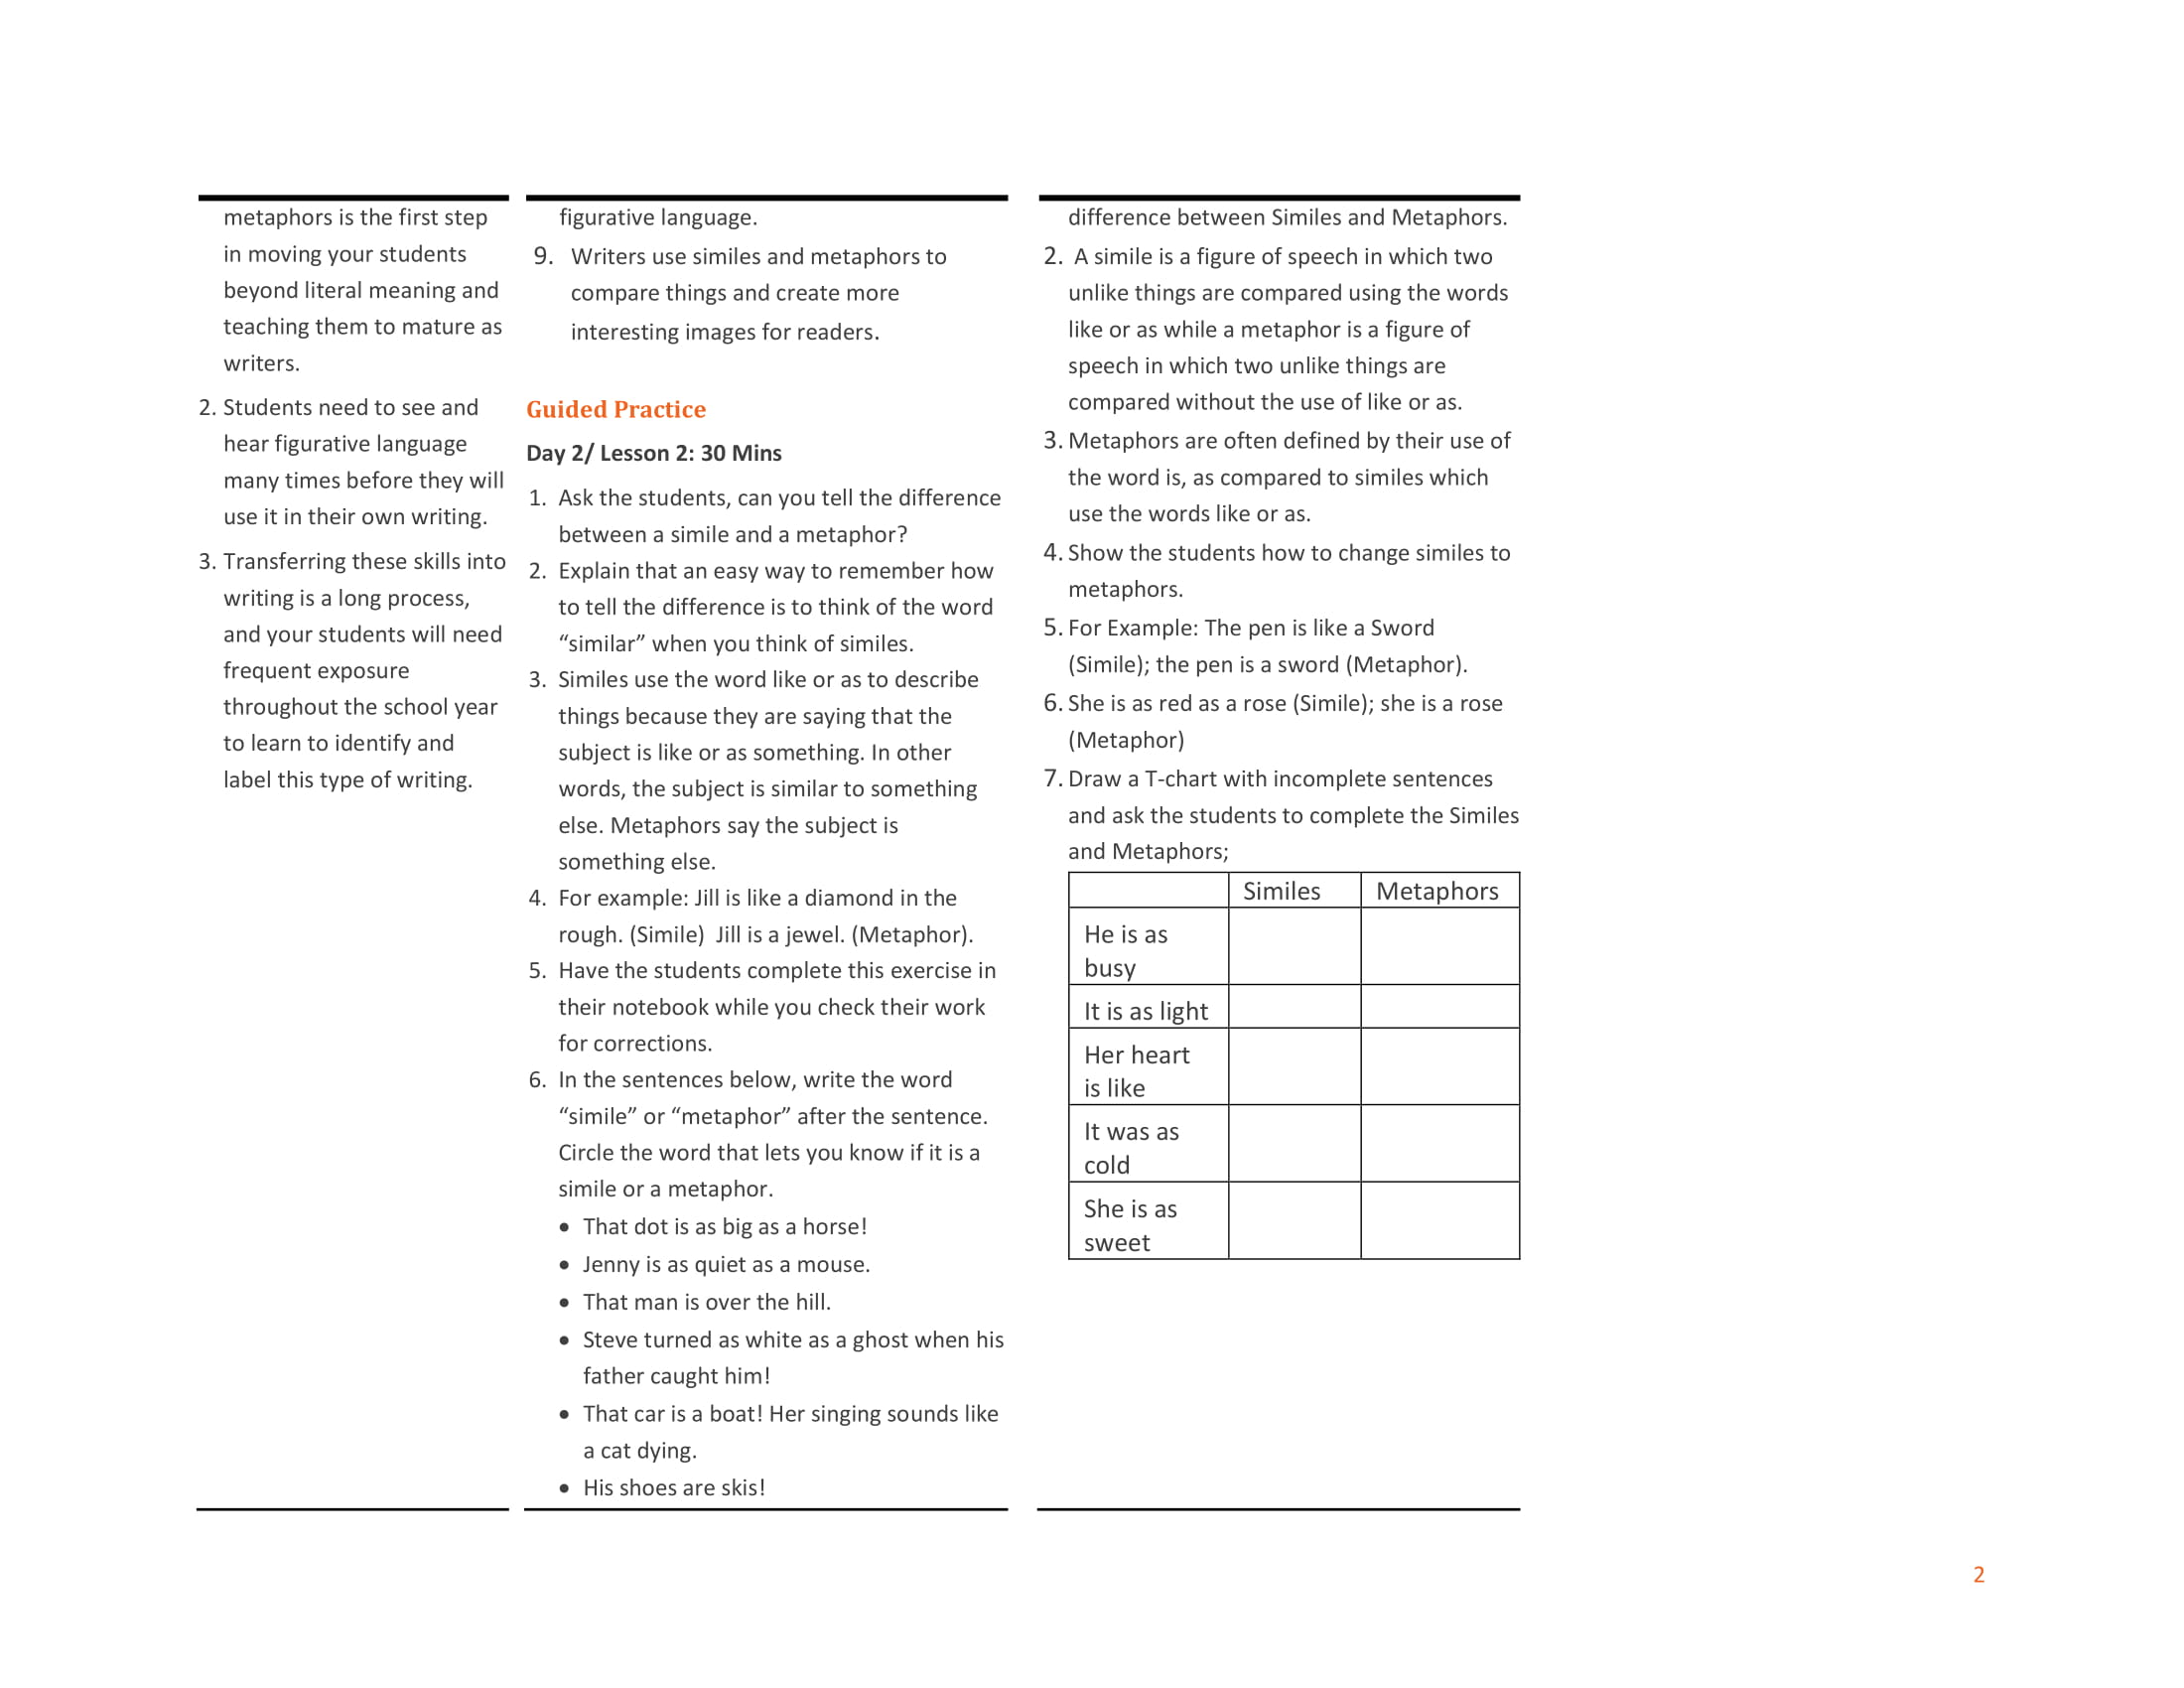 metaphors is the first step
in moving your students
beyond literal meaning and
teaching them to mature as
writers.
2. Students need to see and
hear figurative language
many times before they will
use it in their own writing.
3. Transferring these skills into
writing is a long process,
and your students will need
frequent exposure
throughout the school year
to learn to identify and
label this type of writing.
figurative language.
9. Writers use similes and metaphors to
compare things and create more
interesting images for readers.
Guided Practice
Day 2/ Lesson 2: 30 Mins
1. Ask the students, can you tell the difference
between a simile and a metaphor?
2. Explain that an easy way to remember how
to tell the difference is to think of the word
“similar” when you think of similes.
3. Similes use the word like or as to describe
things because they are saying that the
subject is like or as something. In other
words, the subject is similar to something
else. Metaphors say the subject is
something else.
4. For example: Jill is like a diamond in the
rough. (Simile)  Jill is a jewel. (Metaphor).
5. Have the students complete this exercise in
their notebook while you check their work
for corrections.
6. In the sentences below, write the word
“simile” or “metaphor” after the sentence.
Circle the word that lets you know if it is a
simile or a metaphor.
• That dot is as big as a horse!
• Jenny is as quiet as a mouse.
• That man is over the hill.
• Steve turned as white as a ghost when his
father caught him!
• That car is a boat! Her singing sounds like
a cat dying.
• His shoes are skis!
difference between Similes and Metaphors.
2. A simile is a figure of speech in which two
unlike things are compared using the words
like or as while a metaphor is a figure of
speech in which two unlike things are
compared without the use of like or as.
3. Metaphors are often defined by their use of
the word is, as compared to similes which
use the words like or as.
4. Show the students how to change similes to
metaphors.
5. For Example: The pen is like a Sword
(Simile); the pen is a sword (Metaphor).
6. She is as red as a rose (Simile); she is a rose
(Metaphor)
7. Draw a T-chart with incomplete sentences
and ask the students to complete the Similes
and Metaphors;
Similes Metaphors
He is as
busy
It is as light
Her heart
is like
It was as
cold
She is as
sweet
2